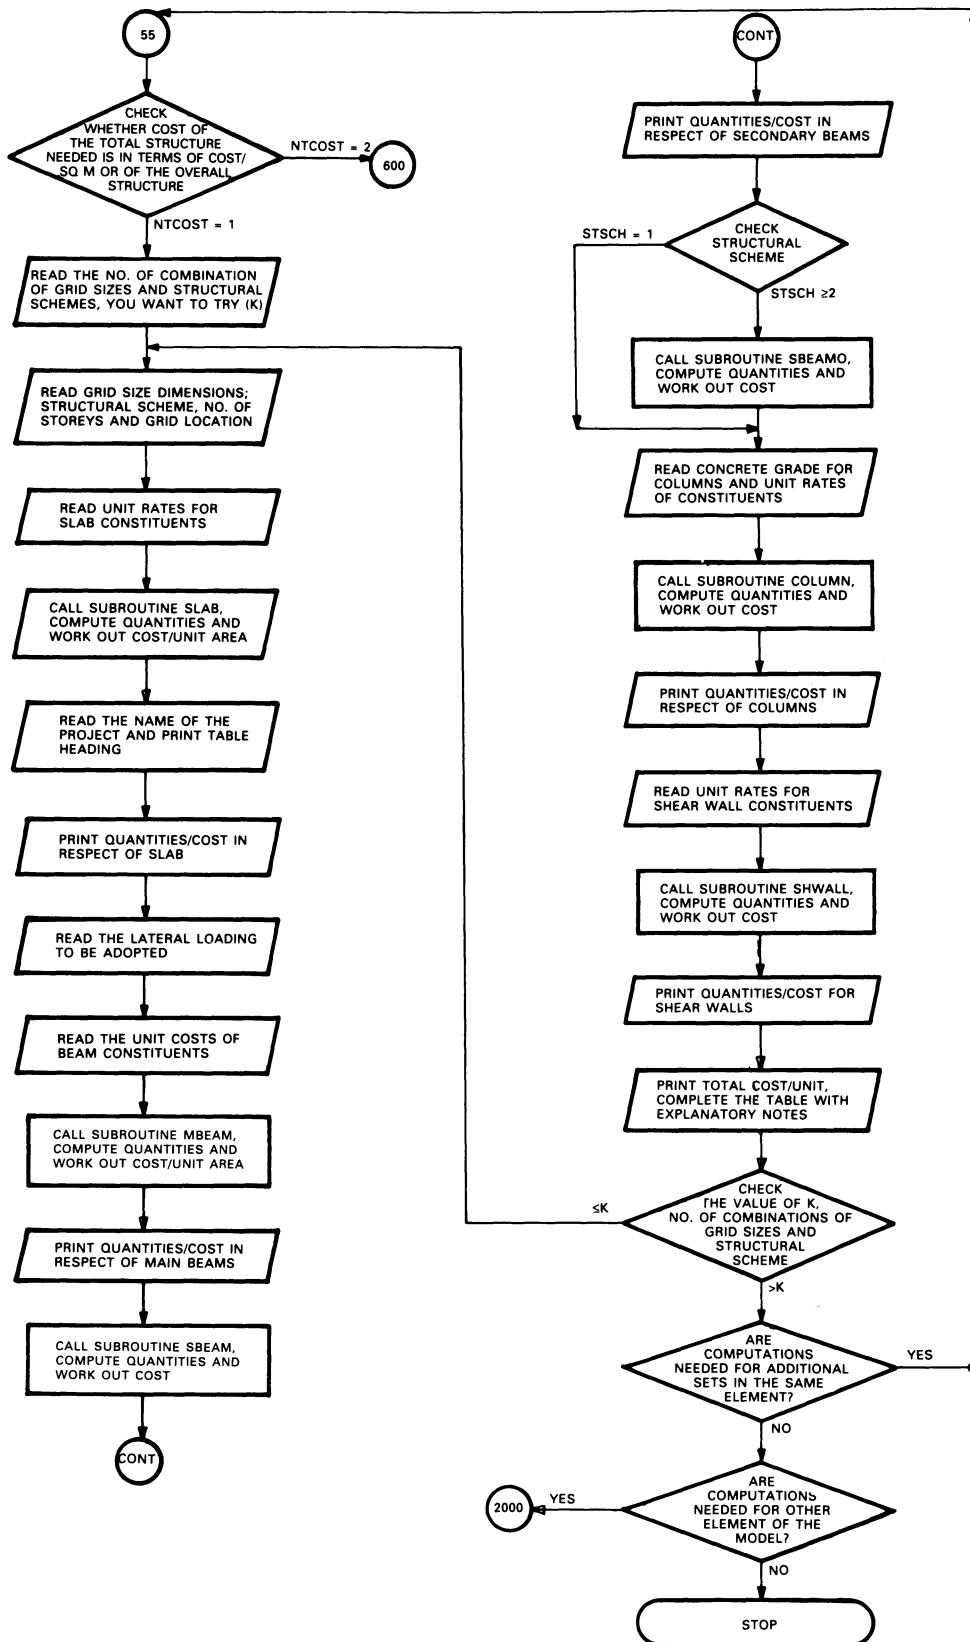 55
CHECK
WHETHER COST OF
THE TOTAL STRUCTURE
NEEDED IS IN TERMS OF COST/
SQ M OR OF THE OVERALL
STRUCTURE
NTCOST = 2
600
NTCOST = 1
READ THE NO. OF COMBINATION
OF GRID SIZES AND STRUCTURAL
SCHEMES, YOU WANT TO TRY (K)
READ GRID SIZE DIMENSIONS;
STRUCTURAL SCHEME, NO. OF
STOREYS AND GRID LOCATION
READ UNIT RATES FOR
SLAB CONSTITUENTS
CALL SUBROUTINE SLAB,
COMPUTE QUANTITIES AND
WORK OUT COST/UNIT AREA
READ THE NAME OF THE
PROJECT AND PRINT TABLE
HEADING
PRINT QUANTITIES/COST IN
RESPECT OF SLAB
READ THE LATERAL LOADING
TO BE ADOPTED
READ THE UNIT COSTS OF
BEAM CONSTITUENTS
CALL SUBROUTINE MBEAM,
COMPUTE QUANTITIES AND
WORK OUT COST/UNIT AREA
PRINT QUANTITIES/COST IN
RESPECT OF MAIN BEAMS
CALL SUBROUTINE SBEAM,
COMPUTE QUANTITIES AND
WORK OUT COST
CONT
CONT
PRINT QUANTITIES/COST IN
RESPECT OF SECONDARY BEAMS
CHECK
STRUCTURAL
SCHEME
STSCH = 1
STSCH ≥2
CALL SUBROUTINE SBEAMO,
COMPUTE QUANTITIES AND
WORK OUT COST
READ CONCRETE GRADE FOR
COLUMNS AND UNIT RATES
OF CONSTITUENTS
CALL SUBROUTINE COLUMN,
COMPUTE QUANTITIES AND
WORK OUT COST
PRINT QUANTITIES/COST IN
RESPECT OF COLUMNS
READ UNIT RATES FOR
SHEAR WALL CONSTITUENTS
CALL SUBROUTINE SHWALL,
COMPUTE QUANTITIES AND
WORK OUT COST
PRINT QUANTITIES/COST FOR
SHEAR WALLS
PRINT TOTAL COST/UNIT,
COMPLETE THE TABLE WITH
EXPLANATORY NOTES
CHECK
THE VALUE OF K,
NO. OF COMBINATIONS OF
GRID SIZES AND
STRUCTURAL
SCHEME
≤K
>K
ARE
COMPUTATIONS
NEEDED FOR ADDITIONAL
SETS IN THE SAME
ELEMENT?
YES
NO
ARE
COMPUTATIONS
NEEDED FOR OTHER
ELEMENT OF THE
MODEL?
YES
2000
NO
STOP